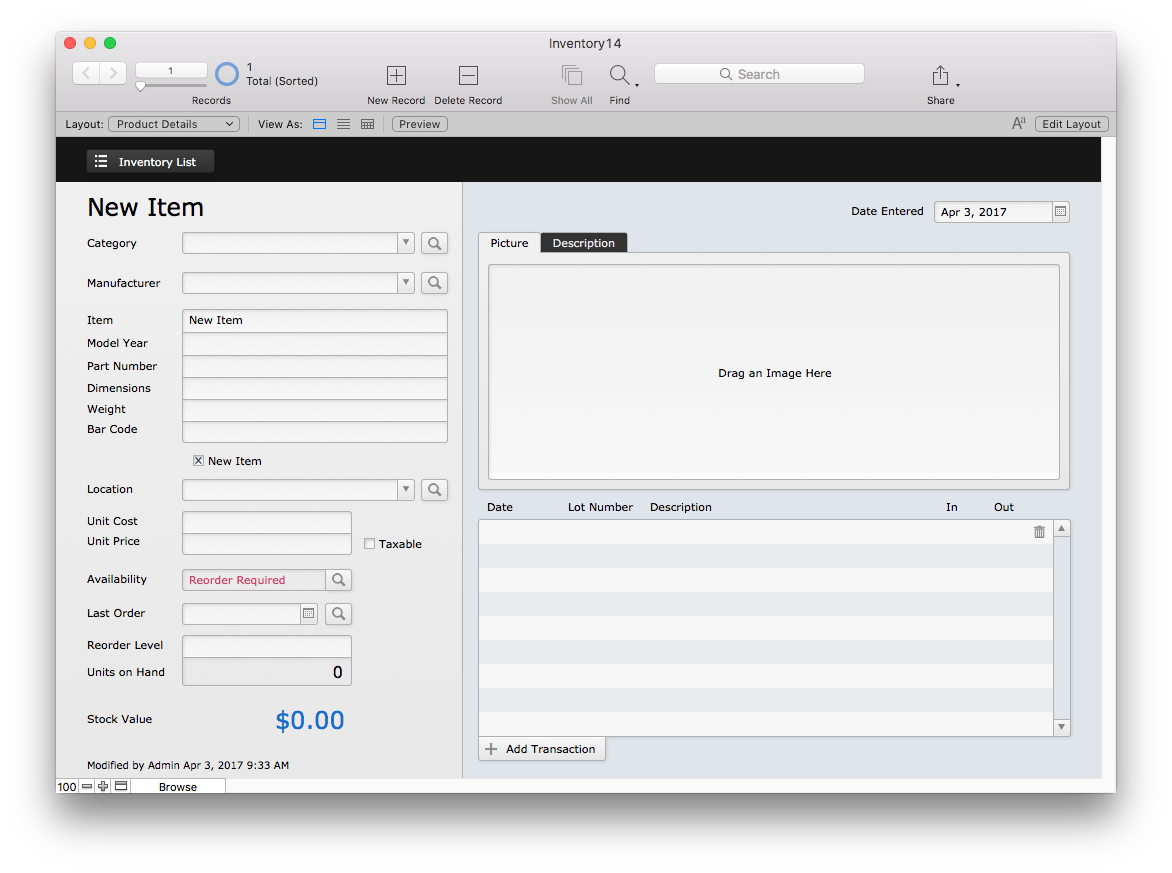 Inventory14
1
1
Total (Sorted)
Records
New Record
Delete Record
Show All
Find
Search
Share
Layout: Product Details
View As:
Preview
Aa
Edit Layout
Inventory List
New Item
Date Entered Apr 3, 2017
Category
Manufacturer
Item New Item
Model Year
Part Number
Dimensions
Weight
Bar Code
New Item
Location
Unit Cost
Unit Price
Taxable
Availability Reorder Required
Last Order
Reorder Level
Units on Hand 0
Stock Value $0.00
Modified by Admin Apr 3, 2017 9:33 AM
Picture Description
Drag an Image Here
Date Lot Number Description In Out
Add Transaction
100 Browse